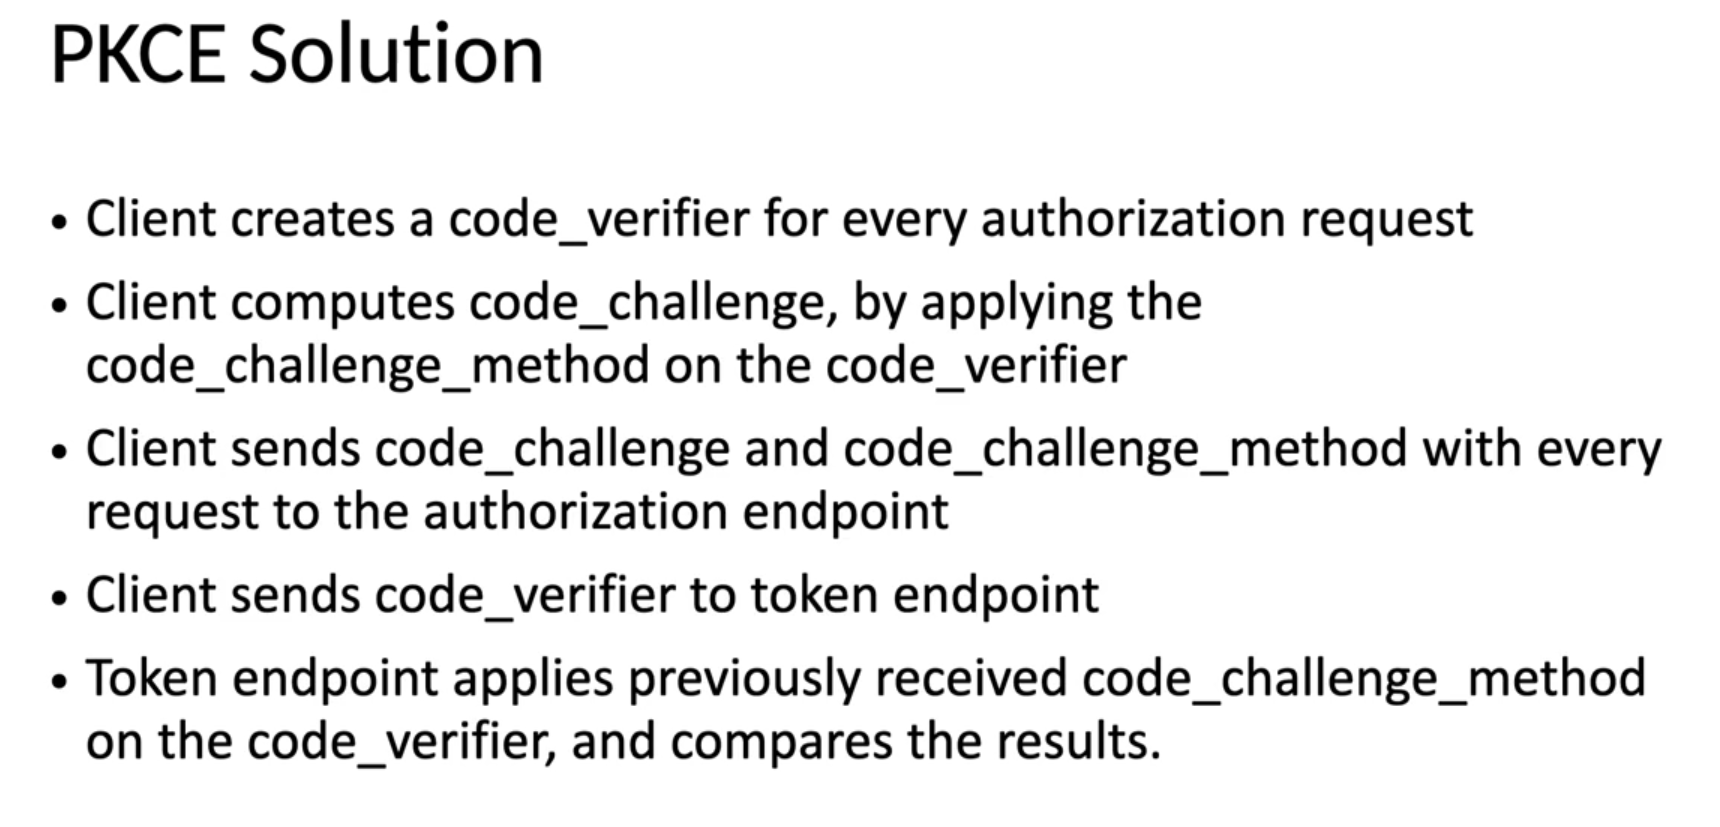 PKCE Solution
• Client creates a code_verifier for every authorization request
• Client computes code_challenge, by applying the
code_challenge_method on the code_verifier
• Client sends code_challenge and code_challenge_method with every
request to the authorization endpoint
• Client sends code_verifier to token endpoint
• Token endpoint applies previously received code_challenge_method
on the code_verifier, and compares the results.